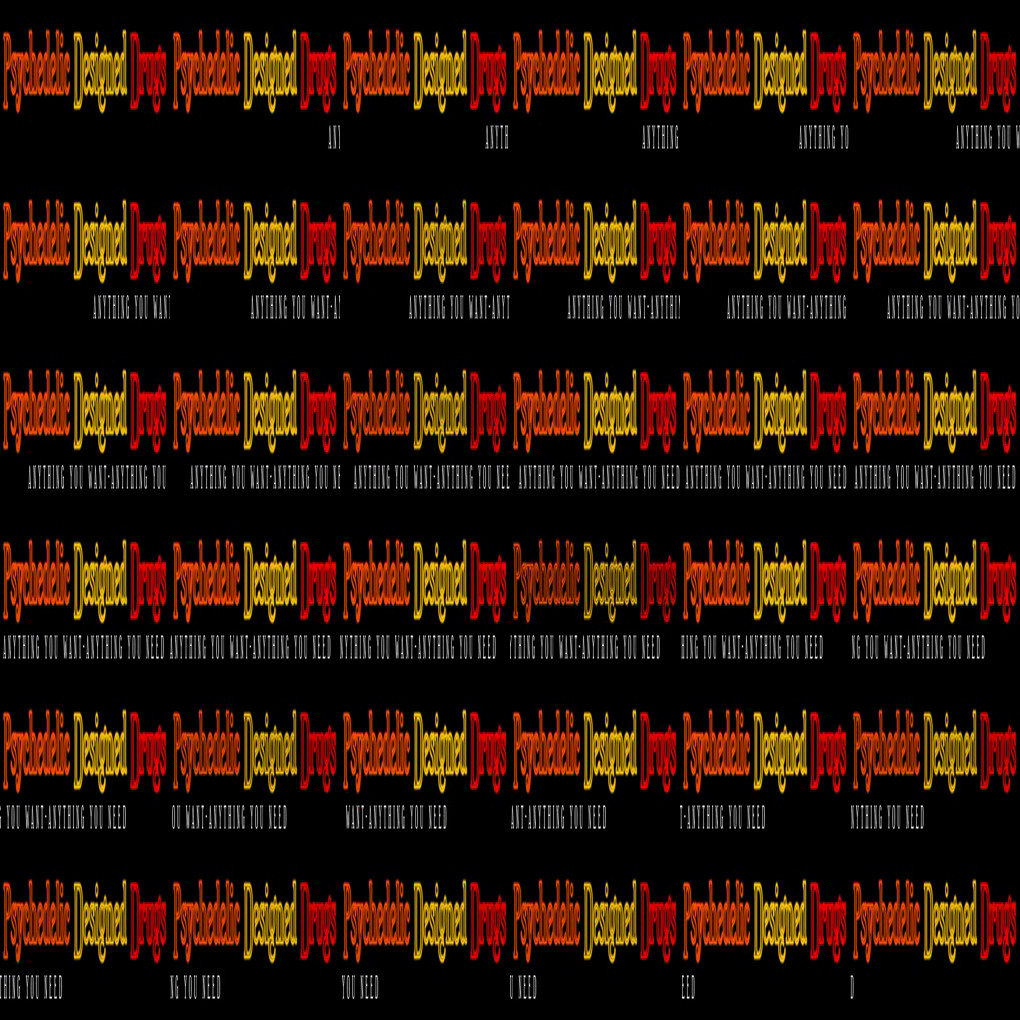 Psychedelic Designed Drugs Psychedelic Designed Drugs Psychedelic Designed Drugs Psychedelic Designed Drugs Psychedelic Designed Drugs Psychedelic Designed Drugs
ANY ANYTH ANYTHING ANYTHING YO ANYTHING YOU W
Psychedelic Designed Drugs Psychedelic Designed Drugs Psychedelic Designed Drugs Psychedelic Designed Drugs Psychedelic Designed Drugs Psychedelic Designed Drugs
ANYTHING YOU WANT ANYTHING YOU WANT-AN ANYTHING YOU WANT-ANYT ANYTHING YOU WANT-ANYTHIN ANYTHING YOU WANT-ANYTHING ANYTHING YOU WANT-ANYTHING YO
Psychedelic Designed Drugs Psychedelic Designed Drugs Psychedelic Designed Drugs Psychedelic Designed Drugs Psychedelic Designed Drugs Psychedelic Designed Drugs
ANYTHING YOU WANT-ANYTHING YOU ANYTHING YOU WANT-ANYTHING YOU NE ANYTHING YOU WANT-ANYTHING YOU NEE ANYTHING YOU WANT-ANYTHING YOU NEED ANYTHING YOU WANT-ANYTHING YOU NEED ANYTHING YOU WANT-ANYTHING YOU NEED
Psychedelic Designed Drugs Psychedelic Designed Drugs Psychedelic Designed Drugs Psychedelic Designed Drugs Psychedelic Designed Drugs Psychedelic Designed Drugs
ANYTHING YOU WANT-ANYTHING YOU NEED ANYTHING YOU WANT-ANYTHING YOU NEED NYTHING YOU WANT-ANYTHING YOU NEED YTHING YOU WANT-ANYTHING YOU NEED HING YOU WANT-ANYTHING YOU NEED NG YOU WANT-ANYTHING YOU NEED
Psychedelic Designed Drugs Psychedelic Designed Drugs Psychedelic Designed Drugs Psychedelic Designed Drugs Psychedelic Designed Drugs Psychedelic Designed Drugs
G YOU WANT-ANYTHING YOU NEED OU WANT-ANYTHING YOU NEED WANT-ANYTHING YOU NEED ANT-ANYTHING YOU NEED T-ANYTHING YOU NEED NYTHING YOU NEED
Psychedelic Designed Drugs Psychedelic Designed Drugs Psychedelic Designed Drugs Psychedelic Designed Drugs Psychedelic Designed Drugs Psychedelic Designed Drugs
THING YOU NEED NG YOU NEED YOU NEED U NEED EED D